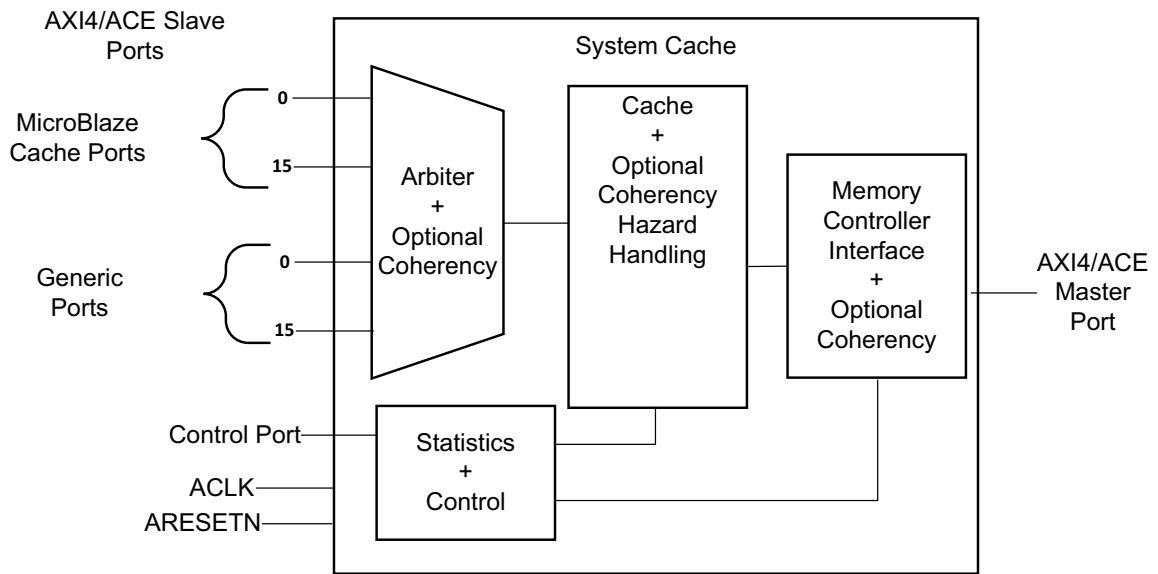 AXI4/ACE Slave
Ports
System Cache
MicroBlaze
Cache Ports
0
15
Generic
Ports
0
15
Arbiter
+
Optional
Coherency
Cache
+
Optional
Coherency
Hazard
Handling
Memory
Controller
Interface
+
Optional
Coherency
AXI4/ACE
Master
Port
Control Port
ACLK
ARESETN
Statistics
+
Control